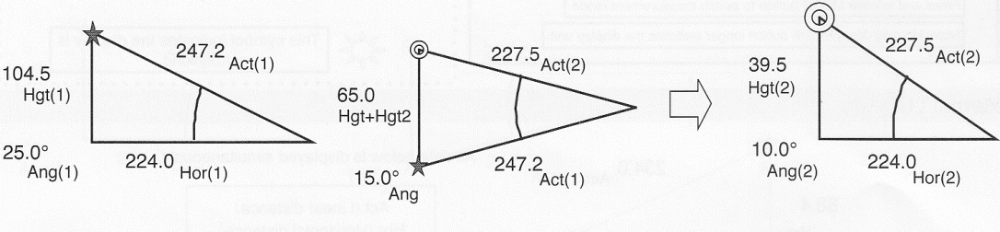 247.2 Act(1)
104.5
Hgt(1)
25.0°
Ang(1)
224.0 Hor(1)
227.5 Act(2)
65.0
Hgt+Hgt2
15.0°
Ang
247.2
Act(1)
227.5 Act(2)
39.5
Hgt(2)
10.0°
Ang(2)
224.0
Hor(2)